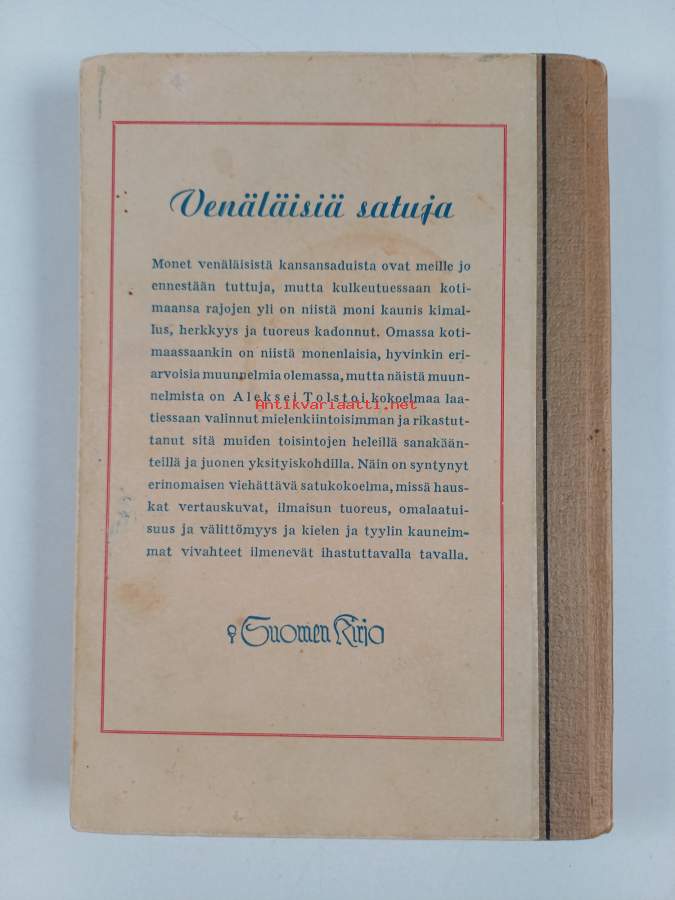 Venäläisiä satuja
Monet venäläisistä kansansaduista ovat meille jo
ennestään tuttuja, mutta kulkeutuessaan koti-
maansa rajojen yli on niistä moni kaunis kimal-
lus, herkkyys ja tuoreus kadonnut. Omassa koti-
maassaankin on niistä monenlaisia, hyvinkin eri-
arvoisia muunnelmia olemassa, mutta näistä muun-
nelmista on Aleksei Tolstoi kokoelmaa laa-
Antikvariaatti.net
tiessaan valinnut mielenkiintoisimman ja rikastut-
tanut sitä muiden toisintojen heleillä sanakään-
teillä ja juonen yksityiskohdilla. Näin on syntynyt
erinomaisen viehättävä satukokoelma, missä haus-
kat vertauskuvat, ilmaisun tuoreus, omalaatui-
suus ja välittömyys ja kielen ja tyylin kauneim-
mat vivahteet ilmenevät ihastuttavalla tavalla.
Suomen Kirja